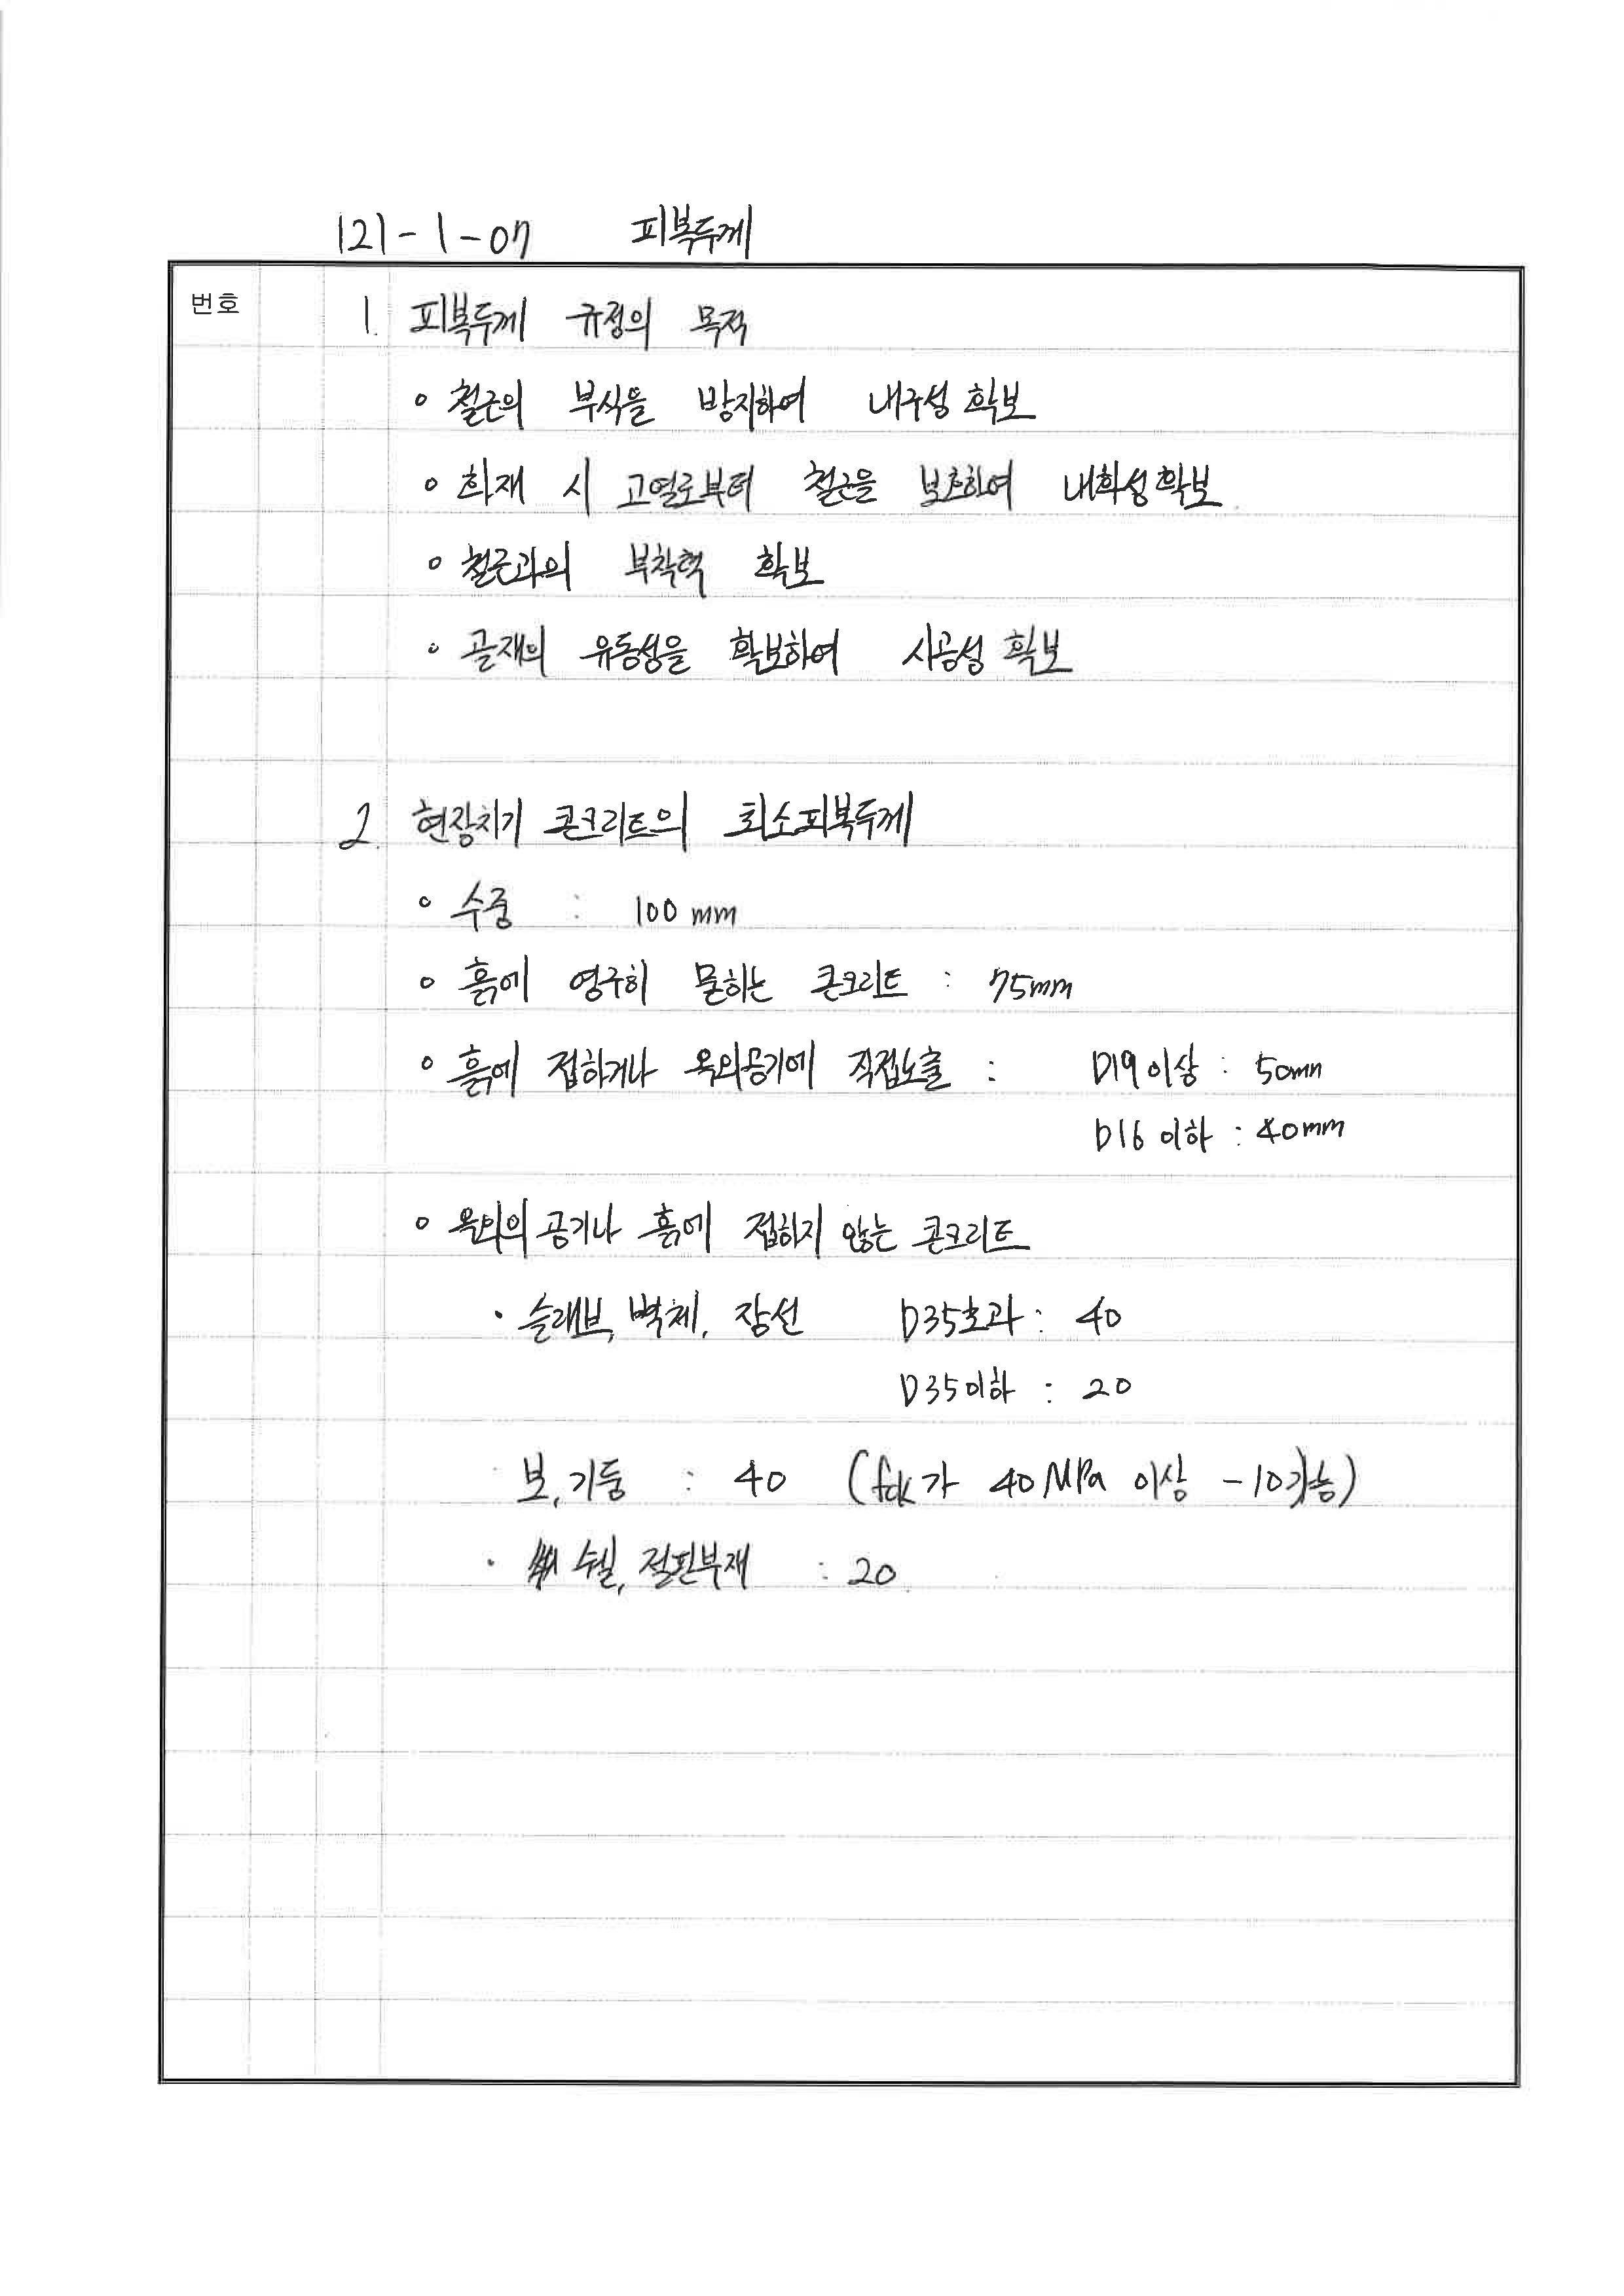 121-1-07 피복두께
번호
1. 피복두께 규정의 목적
∘ 철근의 부식을 방지하여 내구성 확보
∘ 화재 시 고열로부터 철근을 보호하여 내화성 확보
∘ 철근과의 부착력 확보
∘ 골재의 유동성을 확보하여 시공성 확보
2. 현장치기 콘크리트의 최소피복두께
∘ 수중 : 100 mm
∘ 흙에 영구히 묻히는 콘크리트 : 75mm
∘ 흙에 접하거나 옥외공기에 직접노출 : D19 이상 : 50mm
D16 이하 : 40mm
∘ 옥외의 공기나 흙에 접하지 않는 콘크리트
· 슬래브, 벽체, 장선 D35초과 : 40
D35이하 : 20
· 보, 기둥 : 40 (fck가 40MPa 이상 -10가능)
· 쉘, 절판부재 : 20